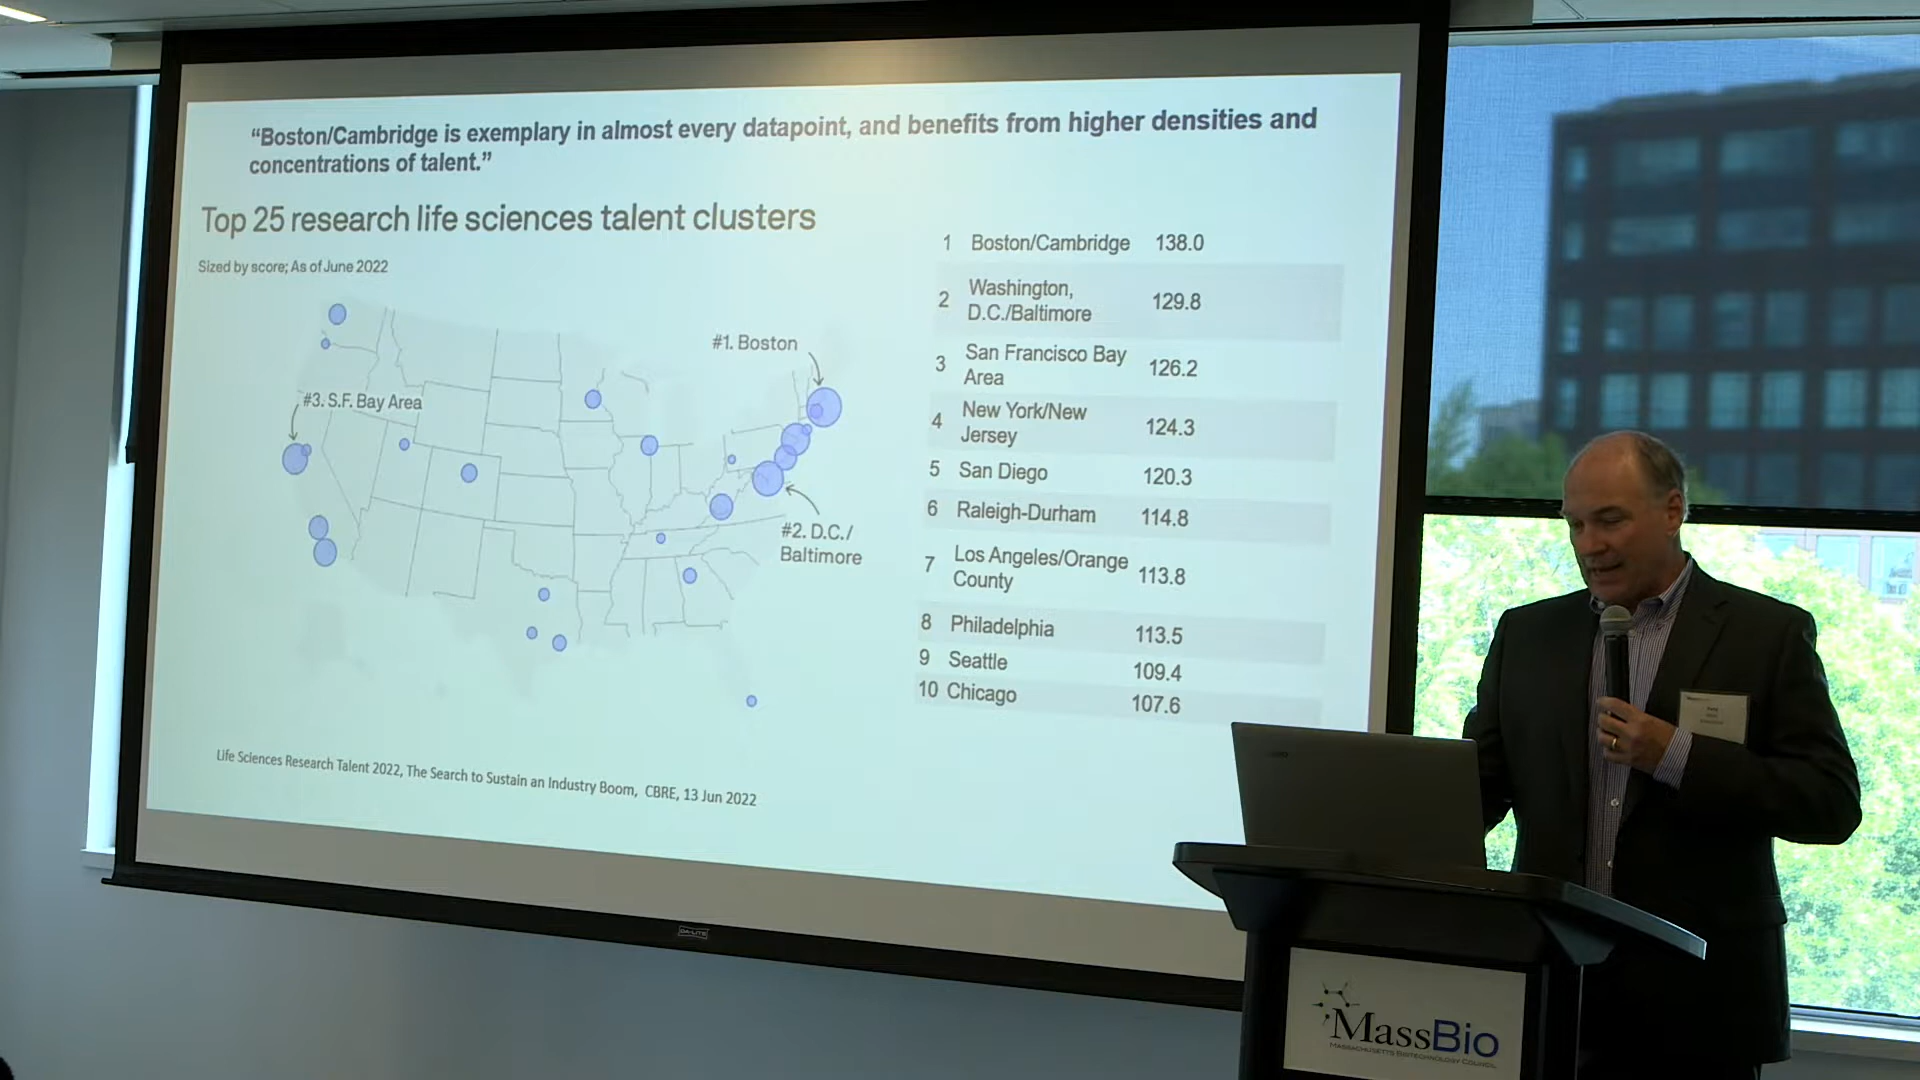 “Boston/Cambridge is exemplary in almost every datapoint, and benefits from higher densities and
concentrations of talent.”
Top 25 research life sciences talent clusters
Sized by score; As of June 2022
#1. Boston
#3. S.F. Bay Area
#2. D.C./
Baltimore
1 Boston/Cambridge 138.0
2 Washington,
D.C./Baltimore 129.8
3 San Francisco Bay
Area 126.2
4 New York/New
Jersey 124.3
5 San Diego 120.3
6 Raleigh-Durham 114.8
7 Los Angeles/Orange
County 113.8
8 Philadelphia 113.5
9 Seattle 109.4
10 Chicago 107.6
Life Sciences Research Talent 2022, The Search to Sustain an Industry Boom, CBRE, 13 Jun 2022
DA-LITE
MassBio
MASSACHUSETTS BIOTECHNOLOGY COUNCIL